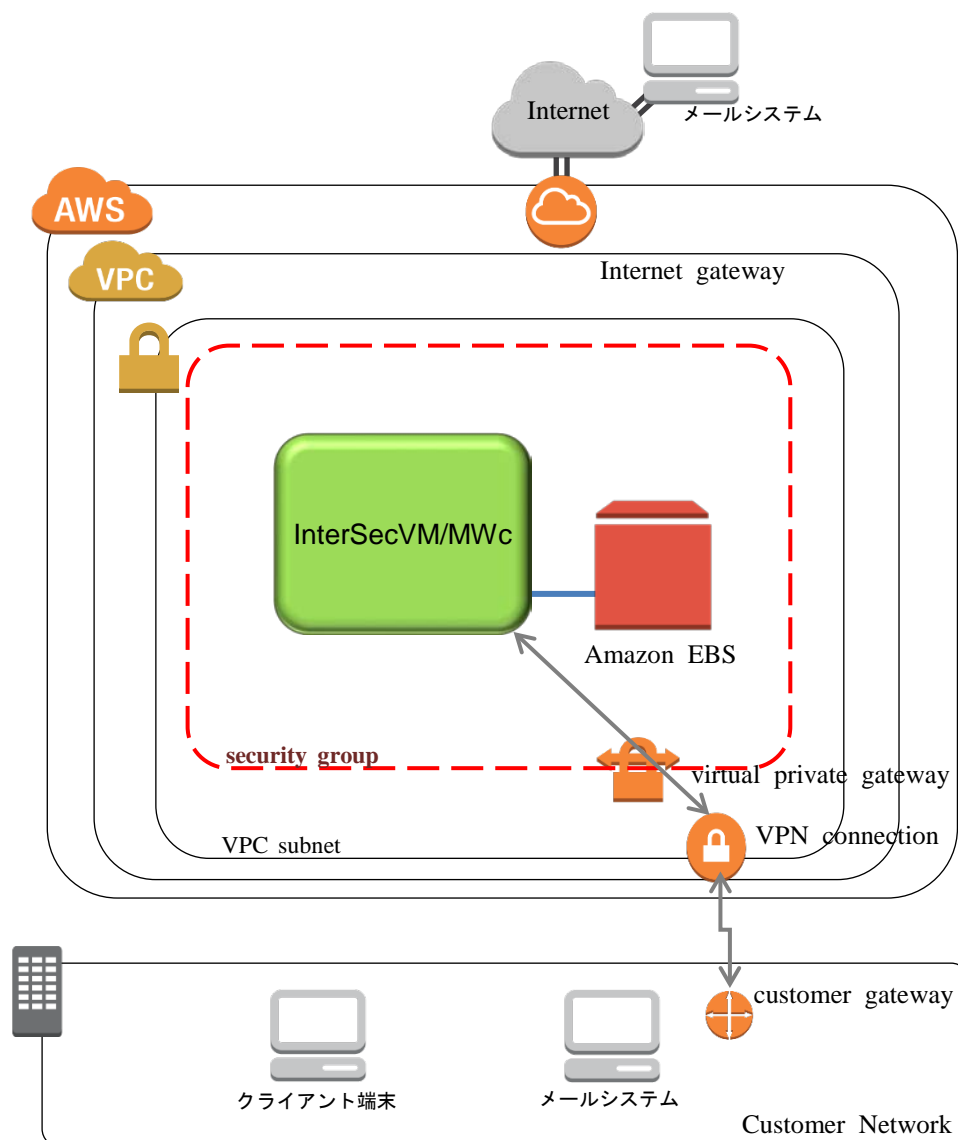 Internet
メールシステム
AWS
VPC
Internet gateway
InterSecVM/MWc
Amazon EBS
security group
virtual private gateway
VPC subnet
VPN connection
customer gateway
クライアント端末
メールシステム
Customer Network